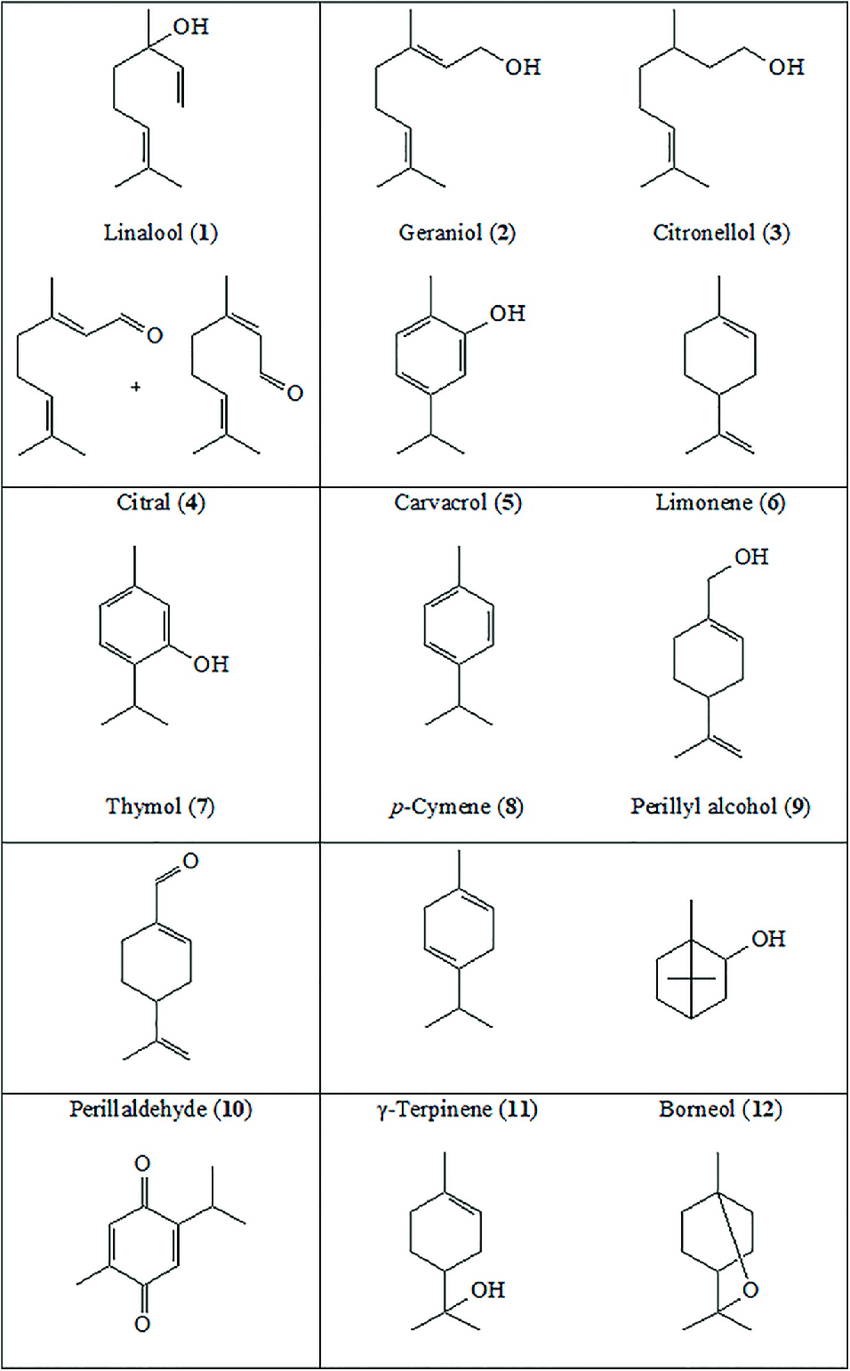 OH
OH
OH
Linalool (1)
Geraniol (2)
Citronellol (3)
O
+
O
OH
Citral (4)
Carvacrol (5)
Limonene (6)
OH
OH
Thymol (7)
p-Cymene (8)
Perillyl alcohol (9)
O
OH
Perillaldehyde (10)
γ-Terpinene (11)
Borneol (12)
O
O
OH
O